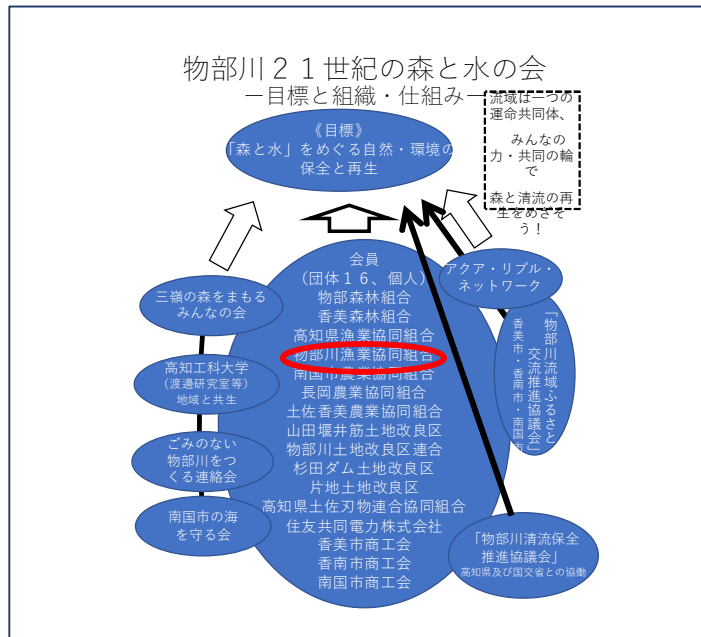 物部川２１世紀の森と水の会
ー目標と組織・仕組みー
流域は一つの
運命共同体、
みんなの
力・共同の輪
で
森と清流の再
生をめざそ
う！
《目標》
「森と水」をめぐる自然・環境の
保全と再生
会員
（団体１６、個人）
物部森林組合
香美森林組合
高知県漁業協同組合
物部川漁業協同組合
南国市農業協同組合
長岡農業協同組合
土佐香美農業協同組合
山田堰井筋土地改良区
物部川土地改良区連合
杉田ダム土地改良区
片地土地改良区
高知県土佐刃物連合協同組合
住友共同電力株式会社
香美市商工会
香南市商工会
南国市商工会
三嶺の森をまもる
みんなの会
高知工科大学
（渡邊研究室等）
地域と共生
ごみのない
物部川をつ
くる連絡会
南国市の海
を守る会
アクア・リプル・
ネットワーク
「物部川流域ふるさと
交流推進協議会」
香美市・香南市・南国市
「物部川清流保全
推進協議会」
高知県及び国交省との協働